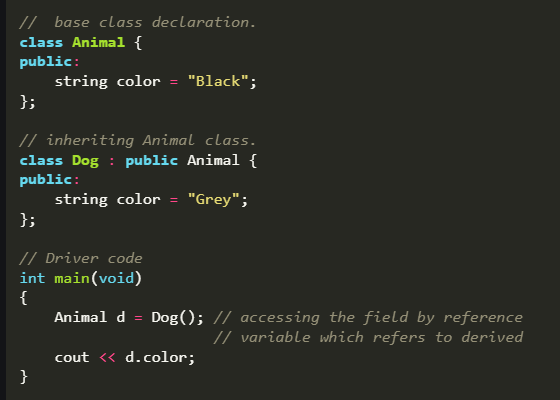 //  base class declaration.
class Animal {
public:
    string color = "Black";
};

// inheriting Animal class.
class Dog : public Animal {
public:
    string color = "Grey";
};

// Driver code
int main(void)
{
    Animal d = Dog(); // accessing the field by reference
                      // variable which refers to derived
    cout << d.color;
}